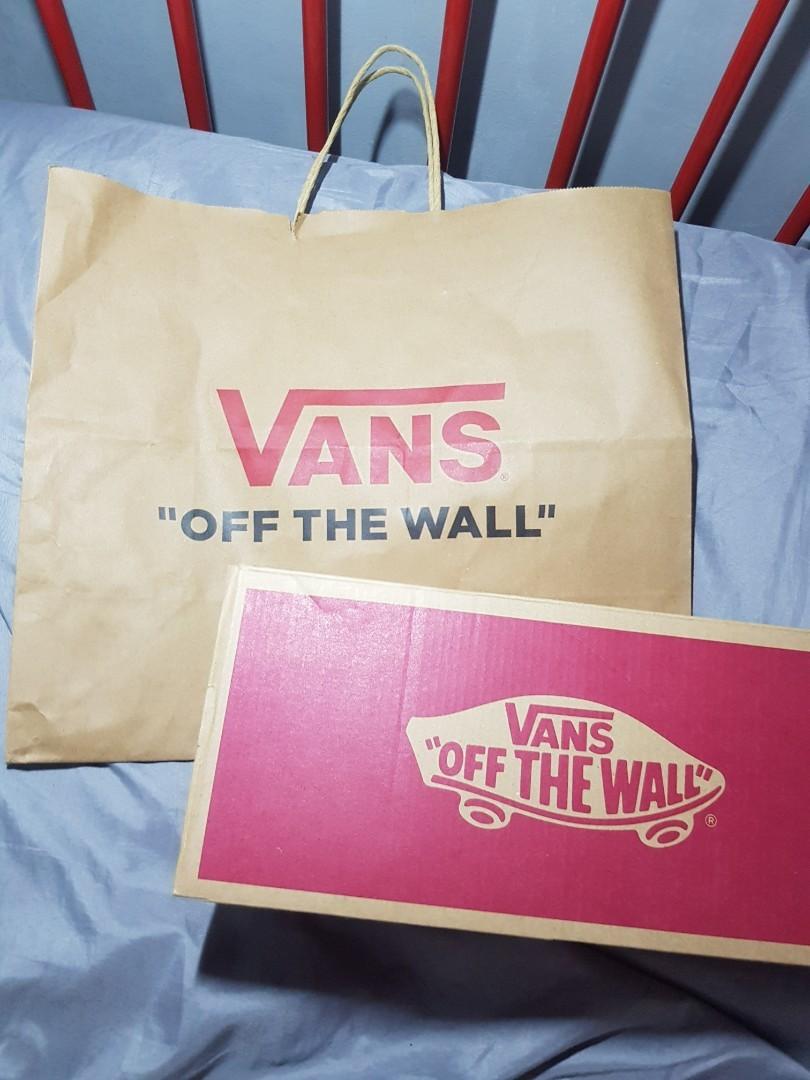 VANS®
"OFF THE WALL"
VANS
"OFF THE WALL"
®